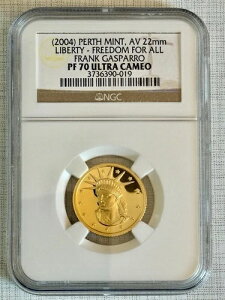 (2004) PERTH MINT, AV 22mm
LIBERTY - FREEDOM FOR ALL
FRANK GASPARRO
PF 70 ULTRA CAMEO
3736390-019
NGC